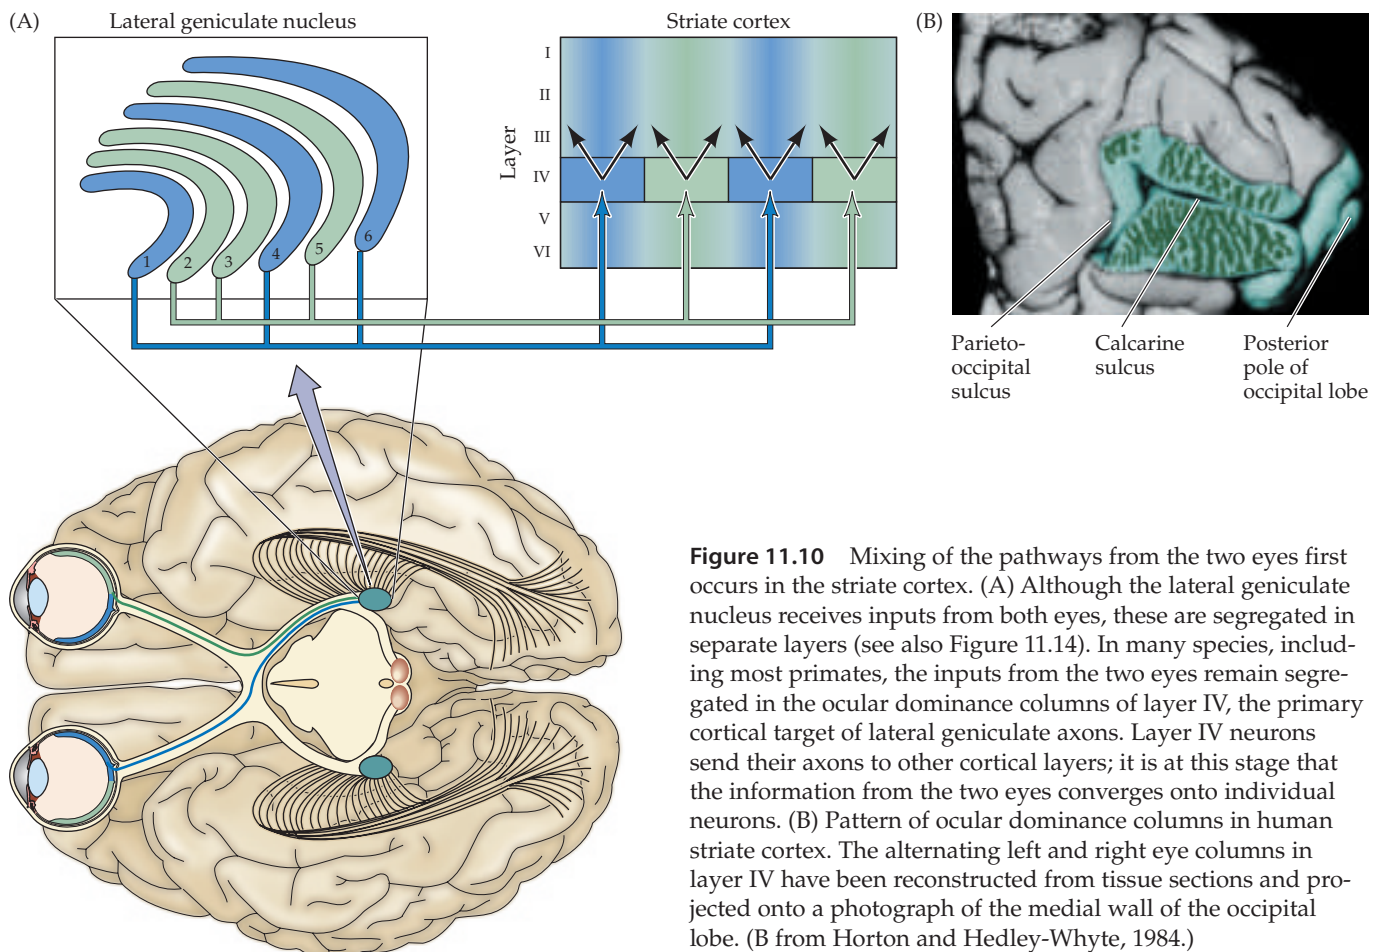 (A)
Lateral geniculate nucleus
1
2
3
4
5
6
Striate cortex
Layer
I
II
III
IV
V
VI
(B)
Parieto-
occipital
sulcus
Calcarine
sulcus
Posterior
pole of
occipital lobe
Figure 11.10 Mixing of the pathways from the two eyes first
occurs in the striate cortex. (A) Although the lateral geniculate
nucleus receives inputs from both eyes, these are segregated in
separate layers (see also Figure 11.14). In many species, includ-
ing most primates, the inputs from the two eyes remain segre-
gated in the ocular dominance columns of layer IV, the primary
cortical target of lateral geniculate axons. Layer IV neurons
send their axons to other cortical layers; it is at this stage that
the information from the two eyes converges onto individual
neurons. (B) Pattern of ocular dominance columns in human
striate cortex. The alternating left and right eye columns in
layer IV have been reconstructed from tissue sections and pro-
jected onto a photograph of the medial wall of the occipital
lobe. (B from Horton and Hedley-Whyte, 1984.)